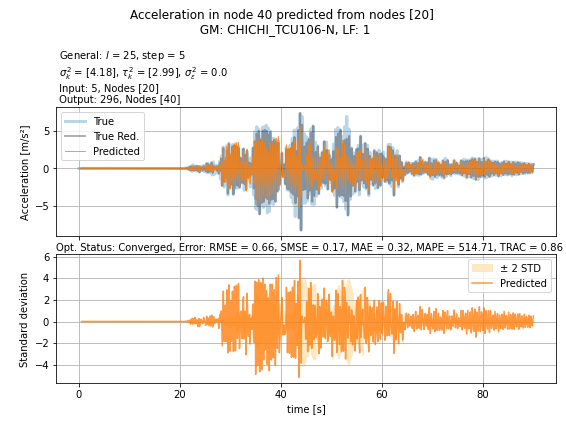 Acceleration in node 40 predicted from nodes [20]
GM: CHICHI_TCU106-N, LF: 1
General: l = 25, step = 5
σ²ₖ = [4.18], τ²ₖ = [2.99], σ²ε = 0.0
Input: 5, Nodes [20]
Output: 296, Nodes [40]
Acceleration [m/s²]
5
0
−5
True
True Red.
Predicted
Opt. Status: Converged, Error: RMSE = 0.66, SMSE = 0.17, MAE = 0.32, MAPE = 514.71, TRAC = 0.86
Standard deviation
6
4
2
0
−2
−4
± 2 STD
Predicted
0 20 40 60 80
time [s]